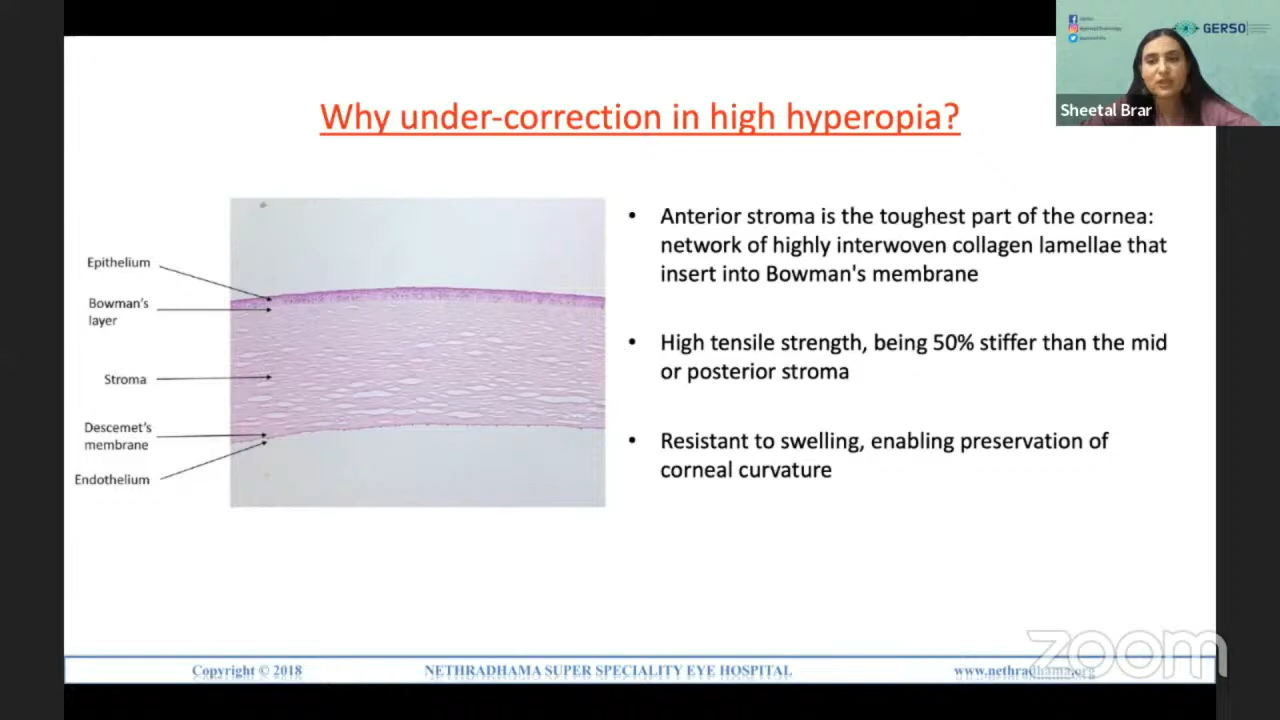 GERSO
Sheetal Brar
Why under-correction in high hyperopia?
Epithelium
Bowman's
layer
Stroma
Descemet's
membrane
Endothelium
• Anterior stroma is the toughest part of the cornea:
network of highly interwoven collagen lamellae that
insert into Bowman's membrane
• High tensile strength, being 50% stiffer than the mid
or posterior stroma
• Resistant to swelling, enabling preservation of
corneal curvature
zoom
Copyright © 2018 NETHRADHAMA SUPER SPECIALITY EYE HOSPITAL www.nethradhama.org